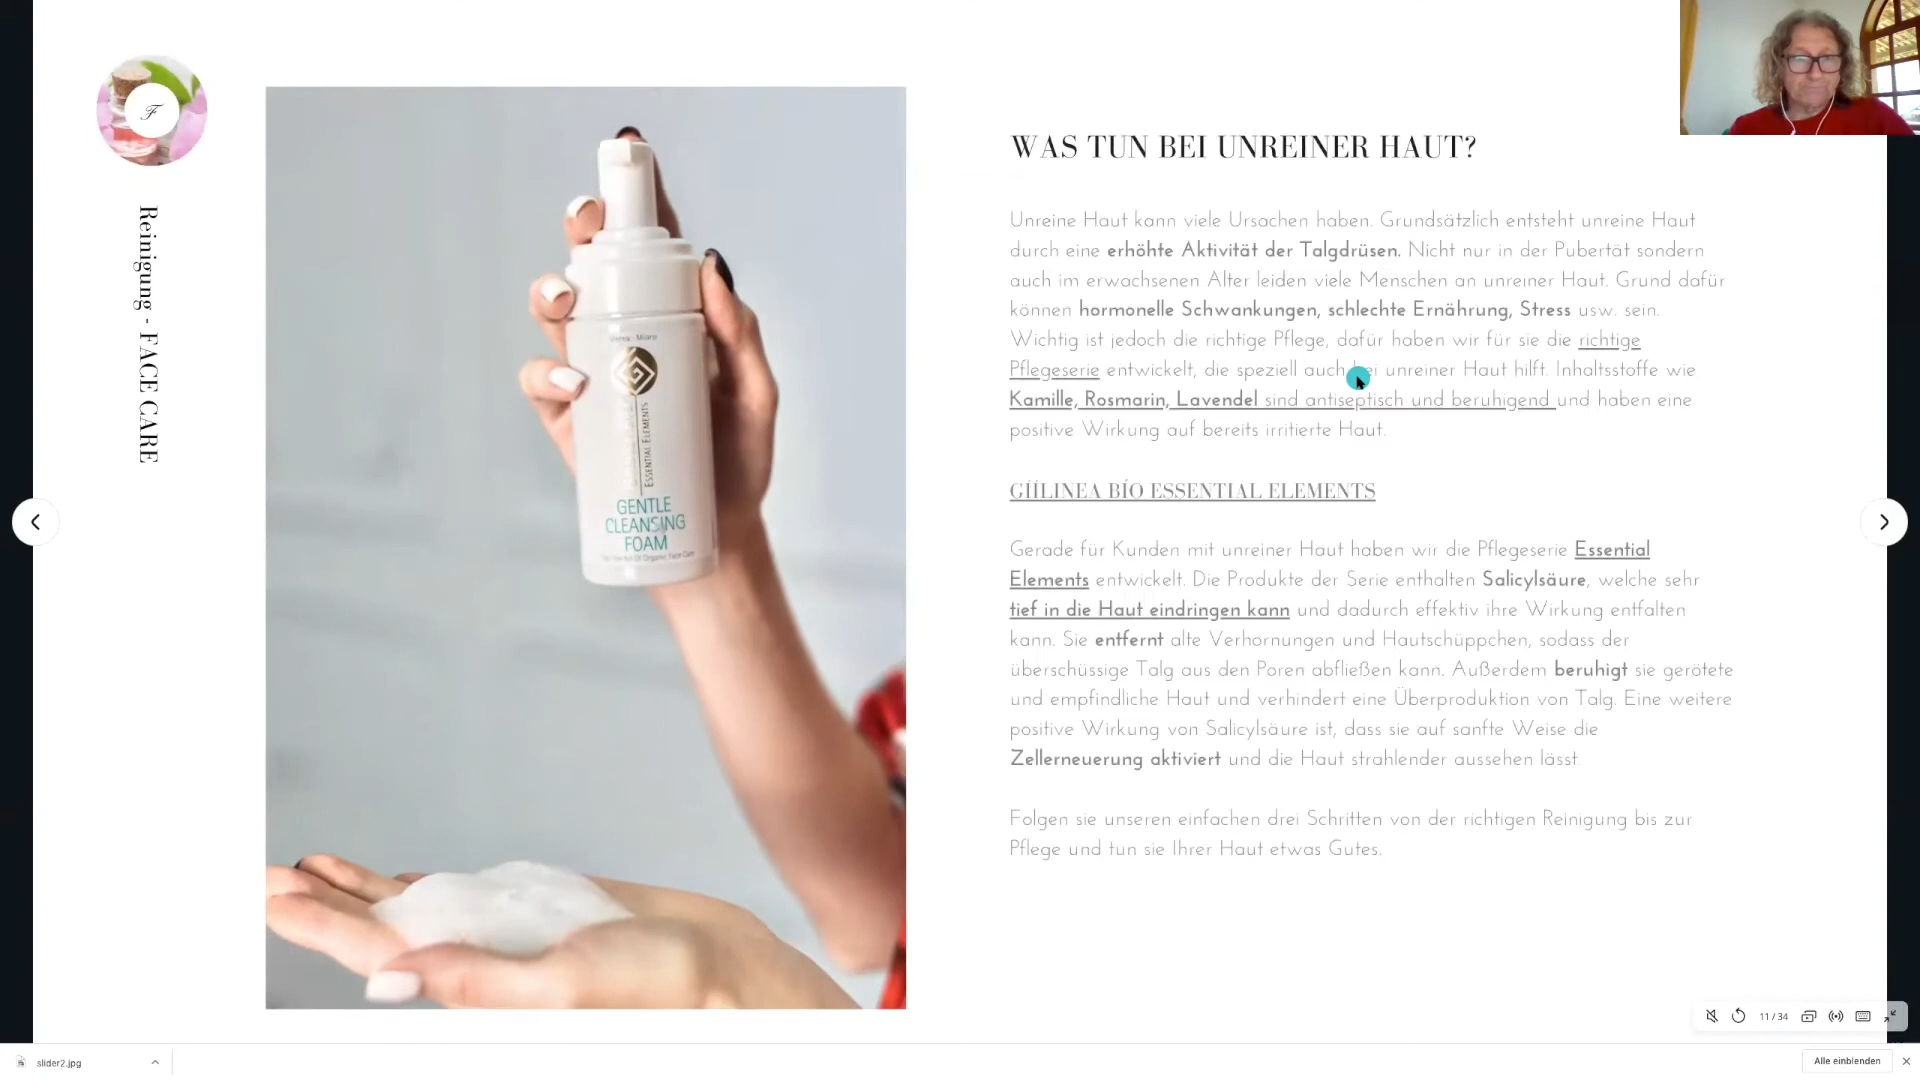 F
Reinigung - FACE CARE
Vienna - Milano
ESSENTIAL ELEMENTS
GENTLE
CLEANSING
FOAM
WAS TUN BEI UNREINER HAUT?
Unreine Haut kann viele Ursachen haben. Grundsätzlich entsteht unreine Haut
durch eine erhöhte Aktivität der Talgdrüsen. Nicht nur in der Pubertät sondern
auch im erwachsenen Alter leiden viele Menschen an unreiner Haut. Grund dafür
können hormonelle Schwankungen, schlechte Ernährung, Stress usw. sein.
Wichtig ist jedoch die richtige Pflege, dafür haben wir für sie die richtige
Pflegeserie entwickelt, die speziell auch bei unreiner Haut hilft. Inhaltsstoffe wie
Kamille, Rosmarin, Lavendel sind antiseptisch und beruhigend und haben eine
positive Wirkung auf bereits irritierte Haut.
GIÍLINEA BÍO ESSENTIAL ELEMENTS
Gerade für Kunden mit unreiner Haut haben wir die Pflegeserie Essential
Elements entwickelt. Die Produkte der Serie enthalten Salicylsäure, welche sehr
tief in die Haut eindringen kann und dadurch effektiv ihre Wirkung entfalten
kann. Sie entfernt alte Verhornungen und Hautschüppchen, sodass der
überschüssige Talg aus den Poren abfließen kann. Außerdem beruhigt sie gerötete
und empfindliche Haut und verhindert eine Überproduktion von Talg. Eine weitere
positive Wirkung von Salicylsäure ist, dass sie auf sanfte Weise die
Zellerneuerung aktiviert und die Haut strahlender aussehen lässt.
Folgen sie unseren einfachen drei Schritten von der richtigen Reinigung bis zur
Pflege und tun sie Ihrer Haut etwas Gutes.
11 / 34
slider2.jpg
Alle einblenden